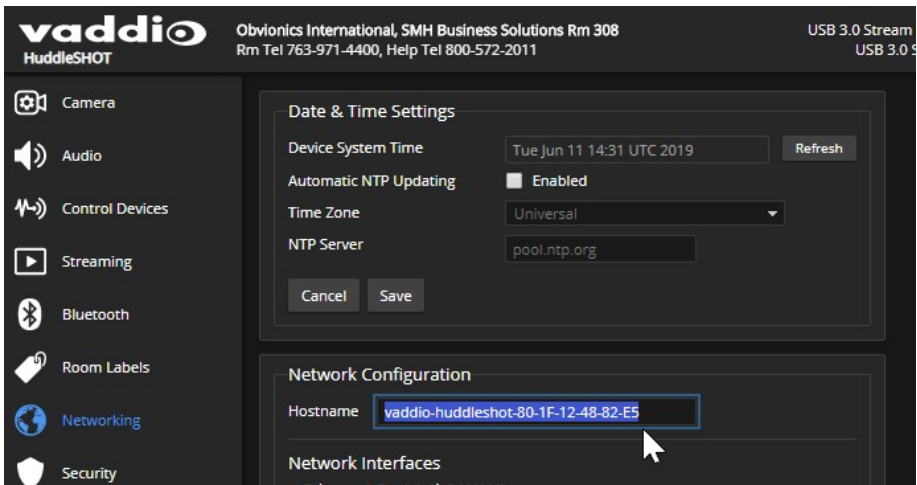 vaddio
HuddleSHOT
Obvionics International, SMH Business Solutions Rm 308
Rm Tel 763-971-4400, Help Tel 800-572-2011
USB 3.0 Stream
USB 3.0 S
Camera
Audio
Control Devices
Streaming
Bluetooth
Room Labels
Networking
Security
Date & Time Settings
Device System Time Tue Jun 11 14:31 UTC 2019 Refresh
Automatic NTP Updating Enabled
Time Zone Universal
NTP Server pool.ntp.org
Cancel Save
Network Configuration
Hostname vaddio-huddleshot-80-1F-12-48-82-E5
Network Interfaces